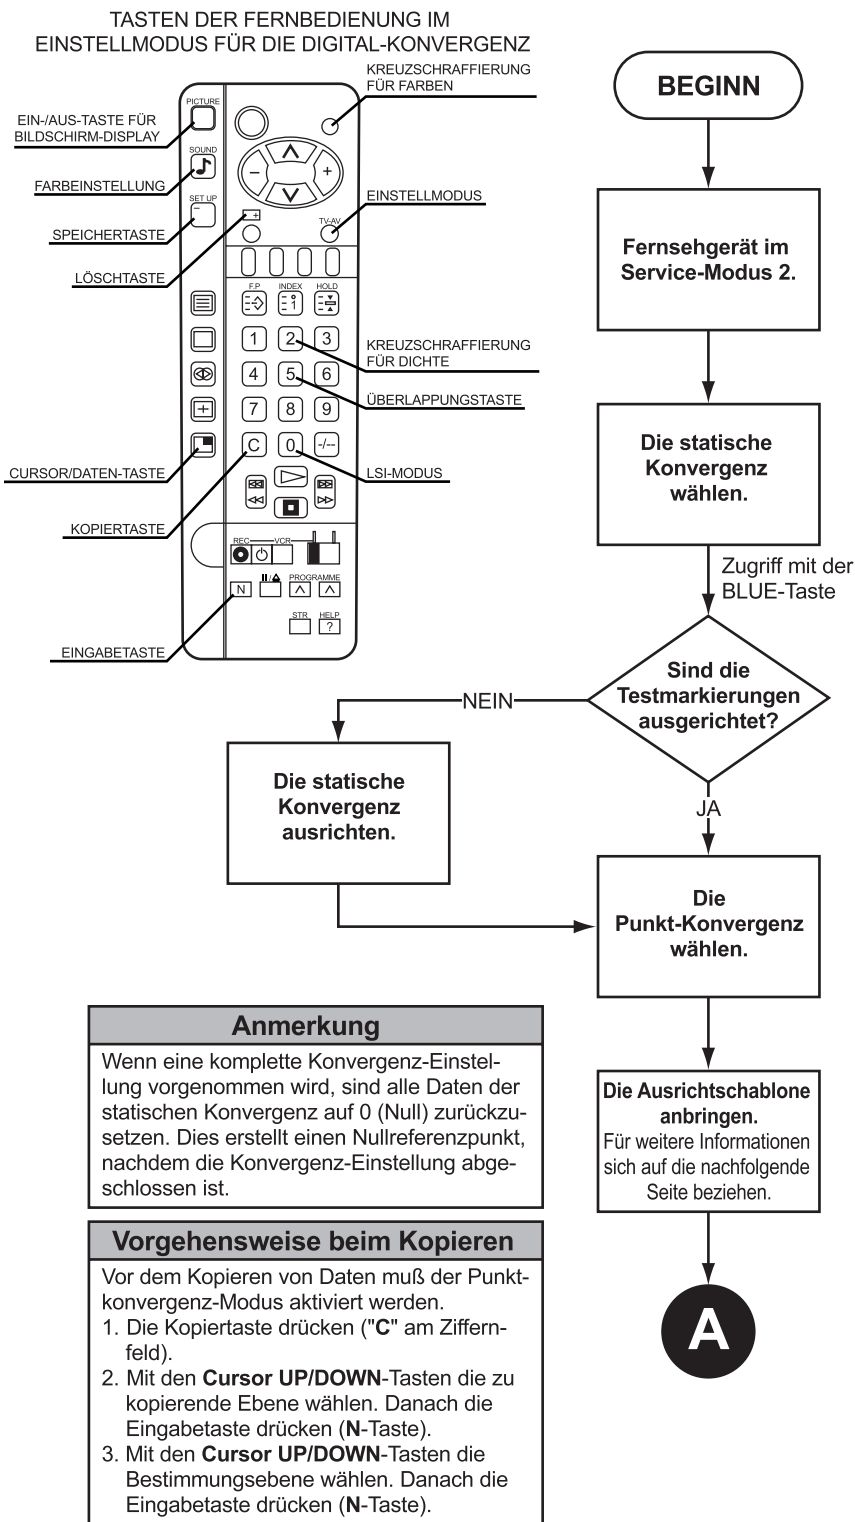 TASTEN DER FERNBEDIENUNG IM
EINSTELLMODUS FÜR DIE DIGITAL-KONVERGENZ
KREUZSCHRAFFIERUNG
FÜR FARBEN
EIN-/AUS-TASTE FÜR
BILDSCHIRM-DISPLAY
FARBEINSTELLUNG
SPEICHERTASTE
LÖSCHTASTE
EINSTELLMODUS
KREUZSCHRAFFIERUNG
FÜR DICHTE
ÜBERLAPPUNGSTASTE
LSI-MODUS
CURSOR/DATEN-TASTE
KOPIERTASTE
EINGABETASTE
PICTURE
SOUND
SET UP
−
− +
+
TV-AV
F.P INDEX HOLD
1 2 3
4 5 6
7 8 9
C 0 -/--
REC VCR
N II/ PROGRAMME
STR HELP
?
BEGINN
Fernsehgerät im
Service-Modus 2.
Die statische
Konvergenz
wählen.
Zugriff mit der
BLUE-Taste
Sind die
Testmarkierungen
ausgerichtet?
NEIN
JA
Die statische
Konvergenz
ausrichten.
Die
Punkt-Konvergenz
wählen.
Die Ausrichtschablone
anbringen.
Für weitere Informationen
sich auf die nachfolgende
Seite beziehen.
A
Anmerkung
Wenn eine komplette Konvergenz-Einstel-
lung vorgenommen wird, sind alle Daten der
statischen Konvergenz auf 0 (Null) zurückzu-
setzen. Dies erstellt einen Nullreferenzpunkt,
nachdem die Konvergenz-Einstellung abge-
schlossen ist.
Vorgehensweise beim Kopieren
Vor dem Kopieren von Daten muß der Punkt-
konvergenz-Modus aktiviert werden.
1. Die Kopiertaste drücken ("C" am Ziffern-
feld).
2. Mit den Cursor UP/DOWN-Tasten die zu
kopierende Ebene wählen. Danach die
Eingabetaste drücken (N-Taste).
3. Mit den Cursor UP/DOWN-Tasten die
Bestimmungsebene wählen. Danach die
Eingabetaste drücken (N-Taste).